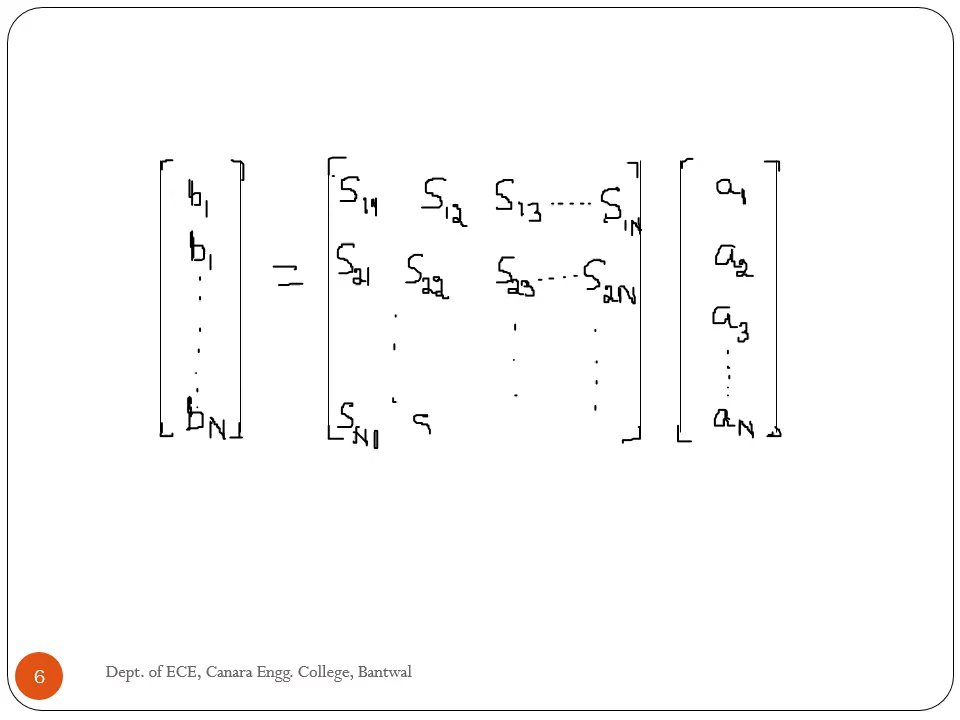 b1 S11 S12 S13 ...... S1N a1
b1 = S21 S22 S23 ...... S2N a2
a3
bN SN1 S aN
6 Dept. of ECE, Canara Engg. College, Bantwal